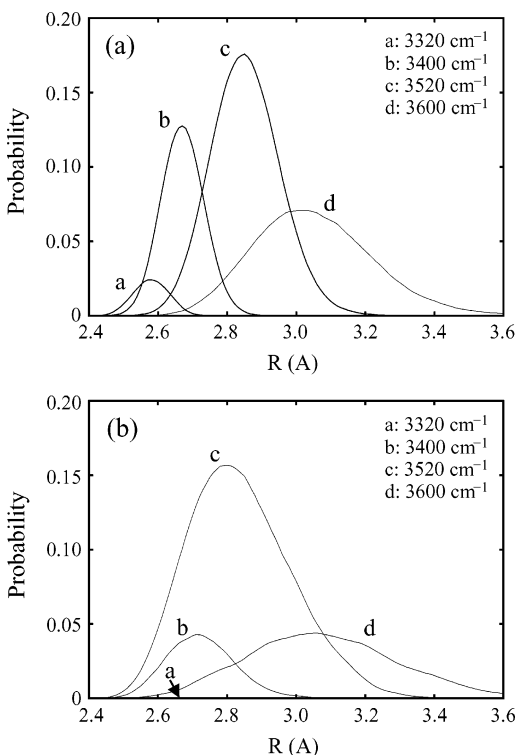 0.20
(a)
a: 3320 cm⁻¹
b: 3400 cm⁻¹
c: 3520 cm⁻¹
d: 3600 cm⁻¹
c
0.15
b
Probability
0.10
d
0.05
a
0
2.4 2.6 2.8 3.0 3.2 3.4 3.6
R (A)
0.20
(b)
a: 3320 cm⁻¹
b: 3400 cm⁻¹
c: 3520 cm⁻¹
d: 3600 cm⁻¹
c
0.15
Probability
0.10
0.05
b
d
a
0
2.4 2.6 2.8 3.0 3.2 3.4 3.6
R (A)